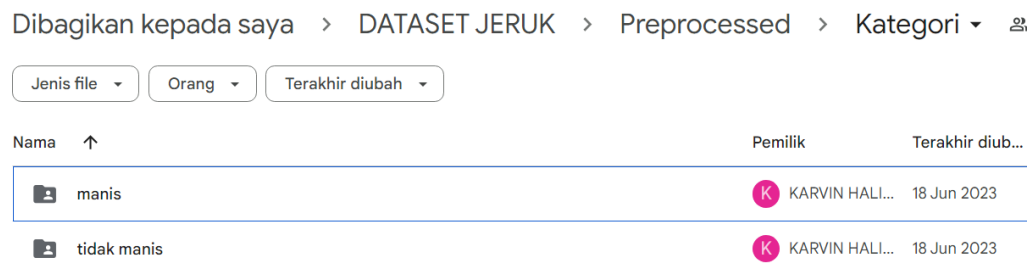 Dibagikan kepada saya > DATASET JERUK > Preprocessed > Kategori
Jenis file Orang Terakhir diubah
Nama Pemilik Terakhir diub...
manis K KARVIN HALI... 18 Jun 2023
tidak manis K KARVIN HALI... 18 Jun 2023